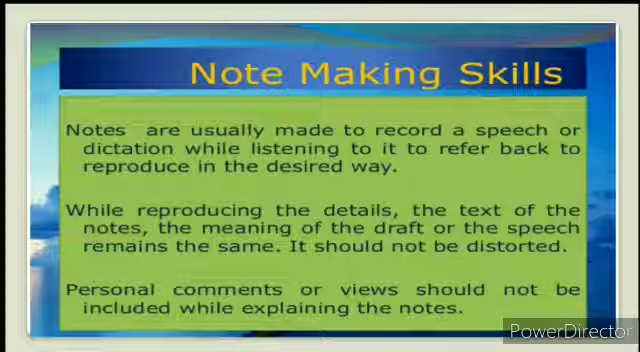 Note Making Skills
Notes are usually made to record a speech or
dictation while listening to it to refer back to
reproduce in the desired way.
While reproducing the details, the text of the
notes, the meaning of the draft or the speech
remains the same. It should not be distorted.
Personal comments or views should not be
included while explaining the notes.
PowerDirector